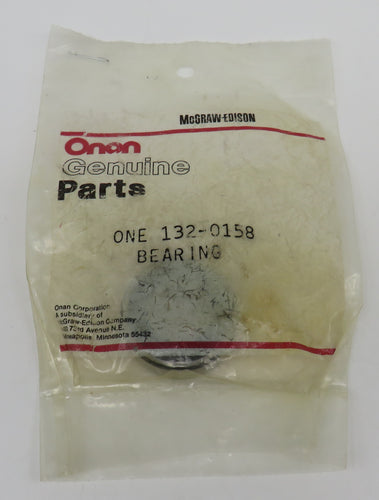 McGRAW-EDISON
Onan
Genuine
Parts
ONE 132-0158
BEARING
Onan Corporation
A subsidiary of
McGraw-Edison Company
73rd Avenue N.E.
Minneapolis, Minnesota 55432